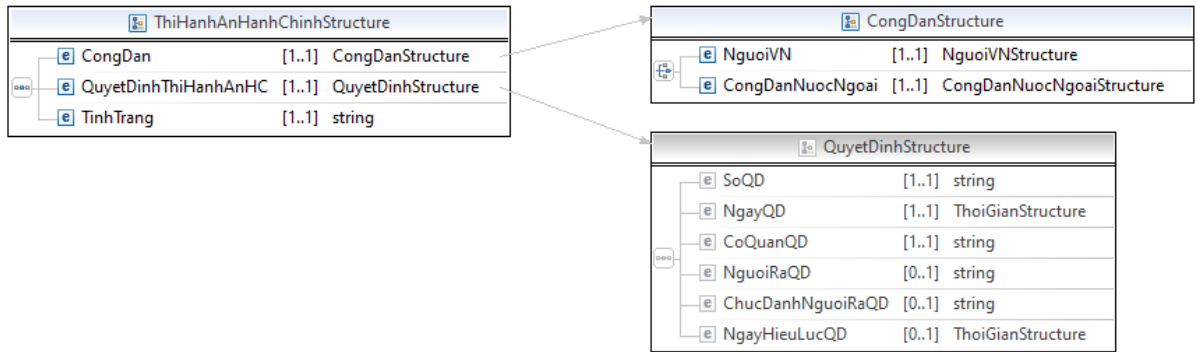 ThiHanhAnHanhChinhStructure
e CongDan [1..1] CongDanStructure
e QuyetDinhThiHanhAnHC [1..1] QuyetDinhStructure
e TinhTrang [1..1] string
CongDanStructure
e NguoiVN [1..1] NguoiVNStructure
e CongDanNuocNgoai [1..1] CongDanNuocNgoaiStructure
QuyetDinhStructure
e SoQD [1..1] string
e NgayQD [1..1] ThoiGianStructure
e CoQuanQD [1..1] string
e NguoiRaQD [0..1] string
e ChucDanhNguoiRaQD [0..1] string
e NgayHieuLucQD [0..1] ThoiGianStructure